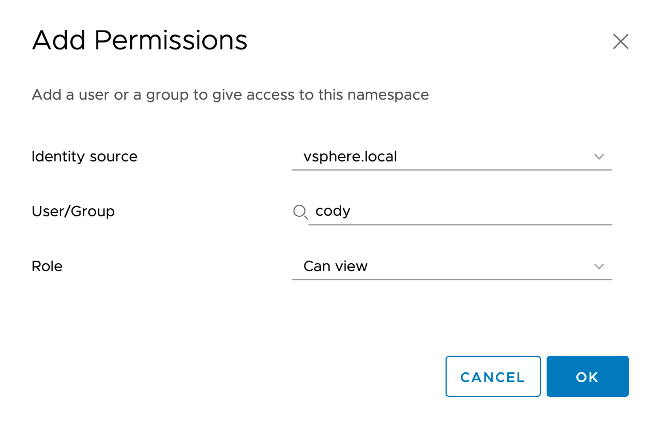 Add Permissions
Add a user or a group to give access to this namespace
Identity source vsphere.local
User/Group cody
Role Can view
CANCEL OK